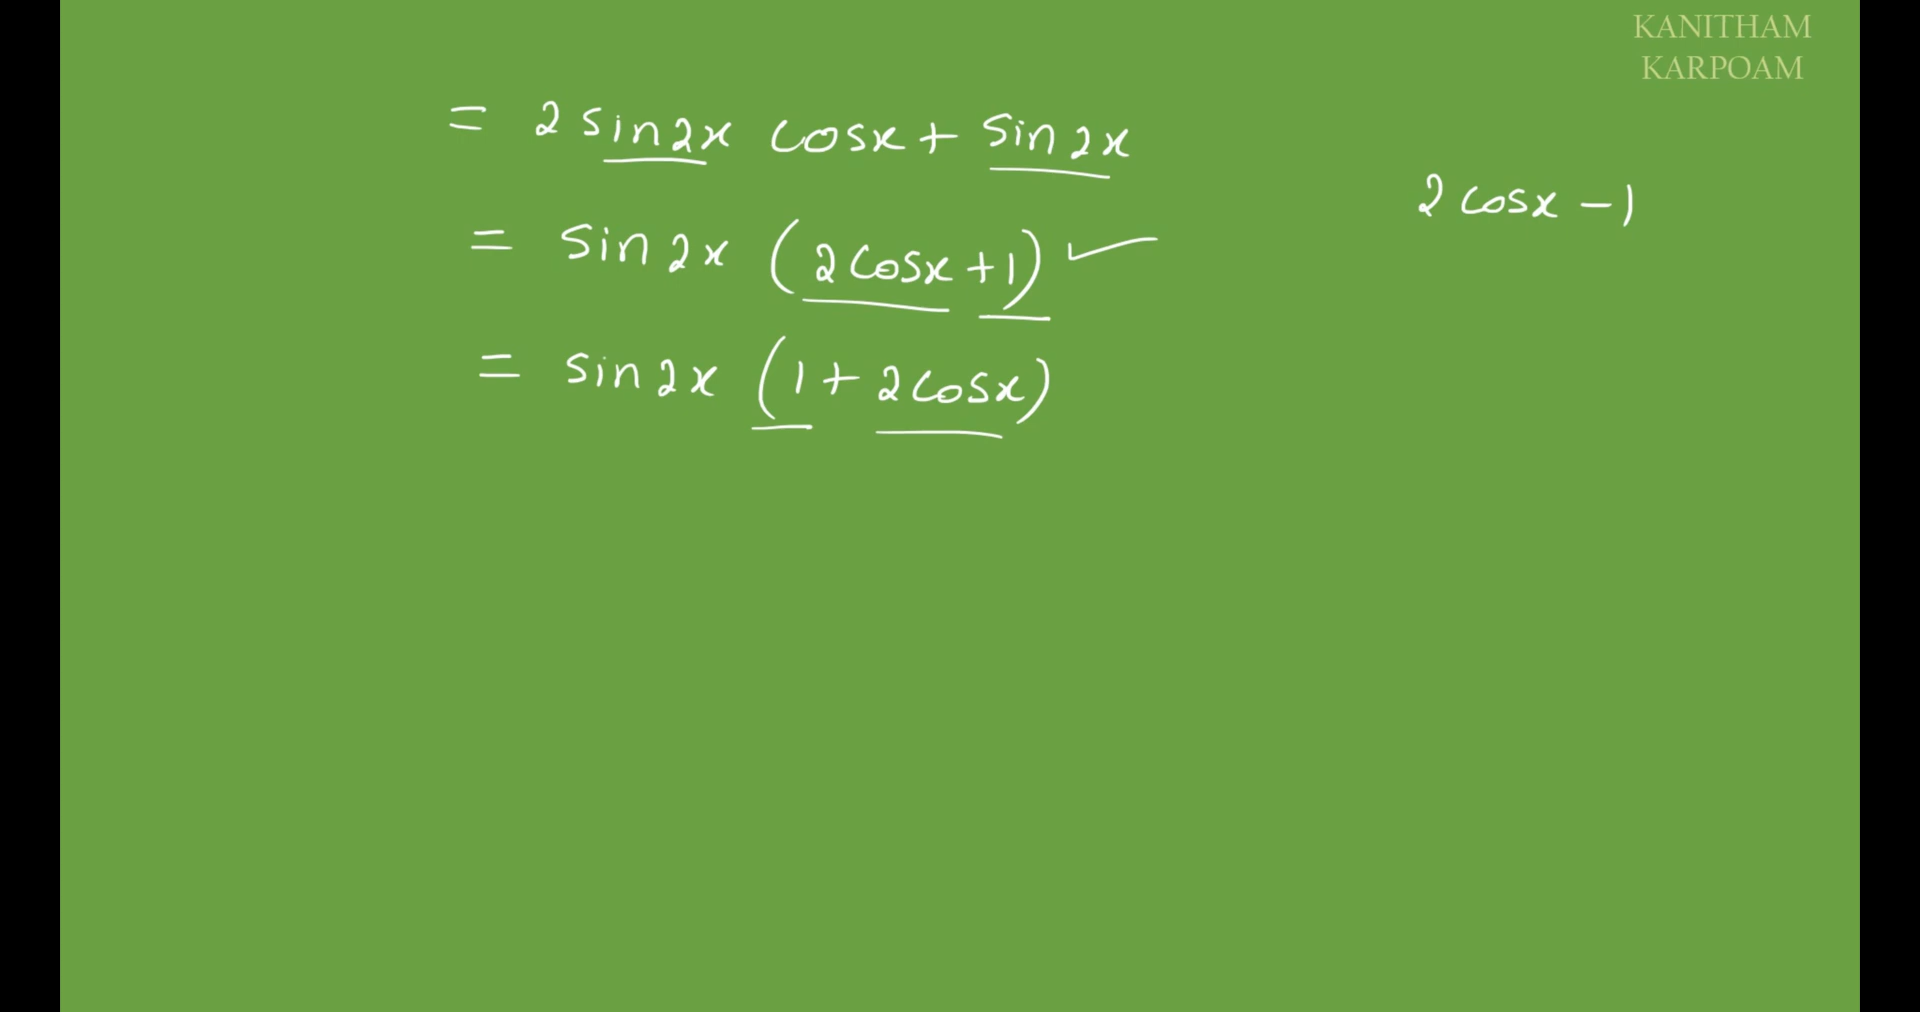 KANITHAM
KARPOAM
= 2 sin2x cosx + sin2x
2 cosx - 1
= sin2x (2cosx + 1)
= sin2x (1 + 2cosx)